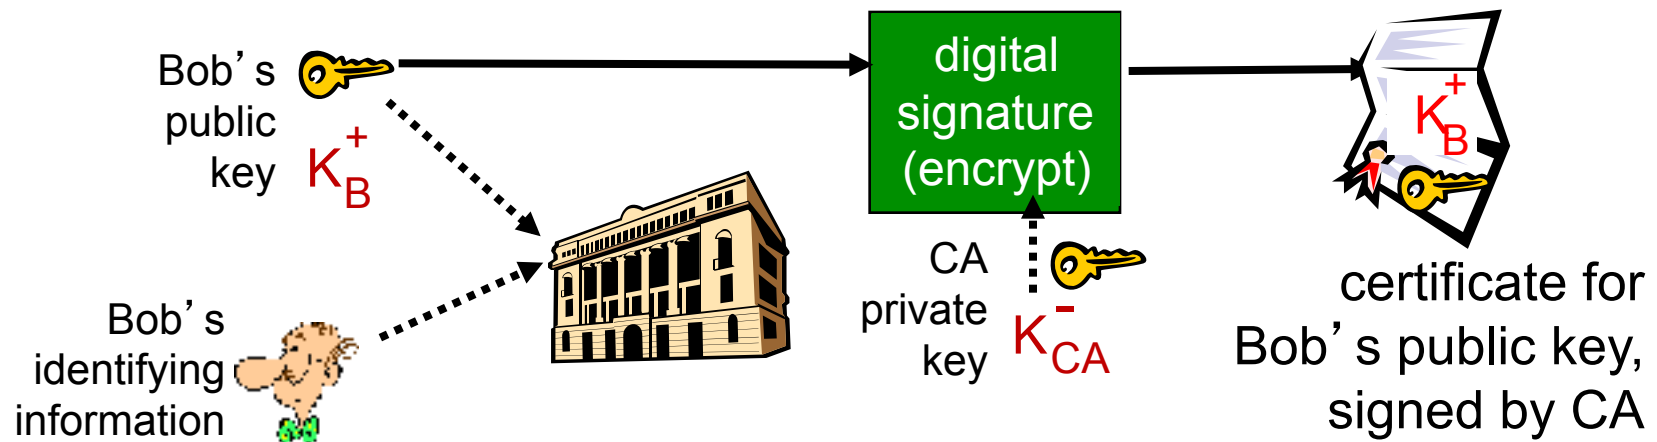 Bob's
public
key
K+B
digital
signature
(encrypt)
K+B
CA
private
key
K-CA
certificate for
Bob's public key,
signed by CA
Bob's
identifying
information